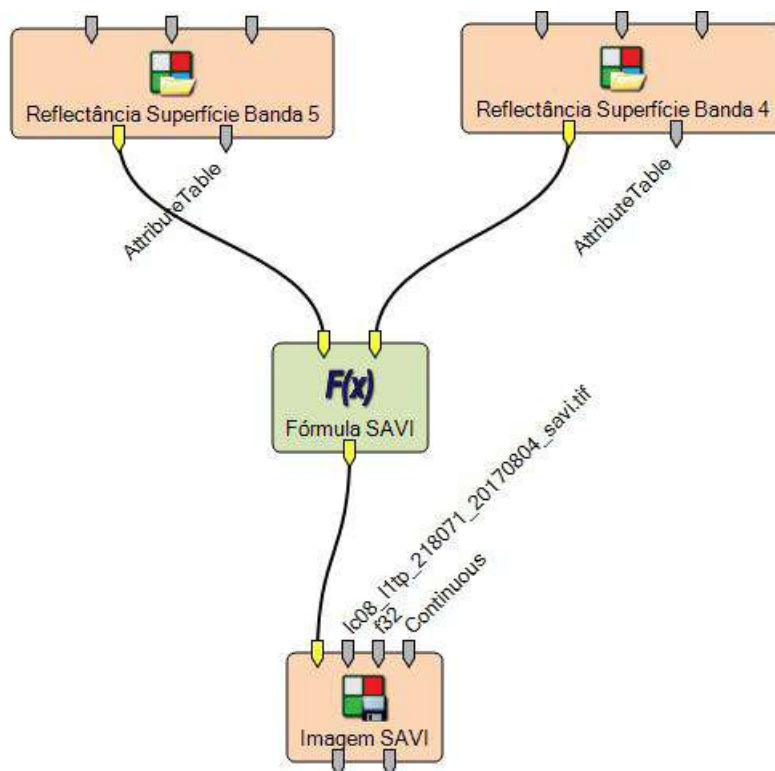 Reflectância Superfície Banda 5
Reflectância Superfície Banda 4
AttributeTable
AttributeTable
F(x)
Fórmula SAVI
lc08_l1tp_218071_20170804_savi.tif
f32
Continuous
Imagem SAVI